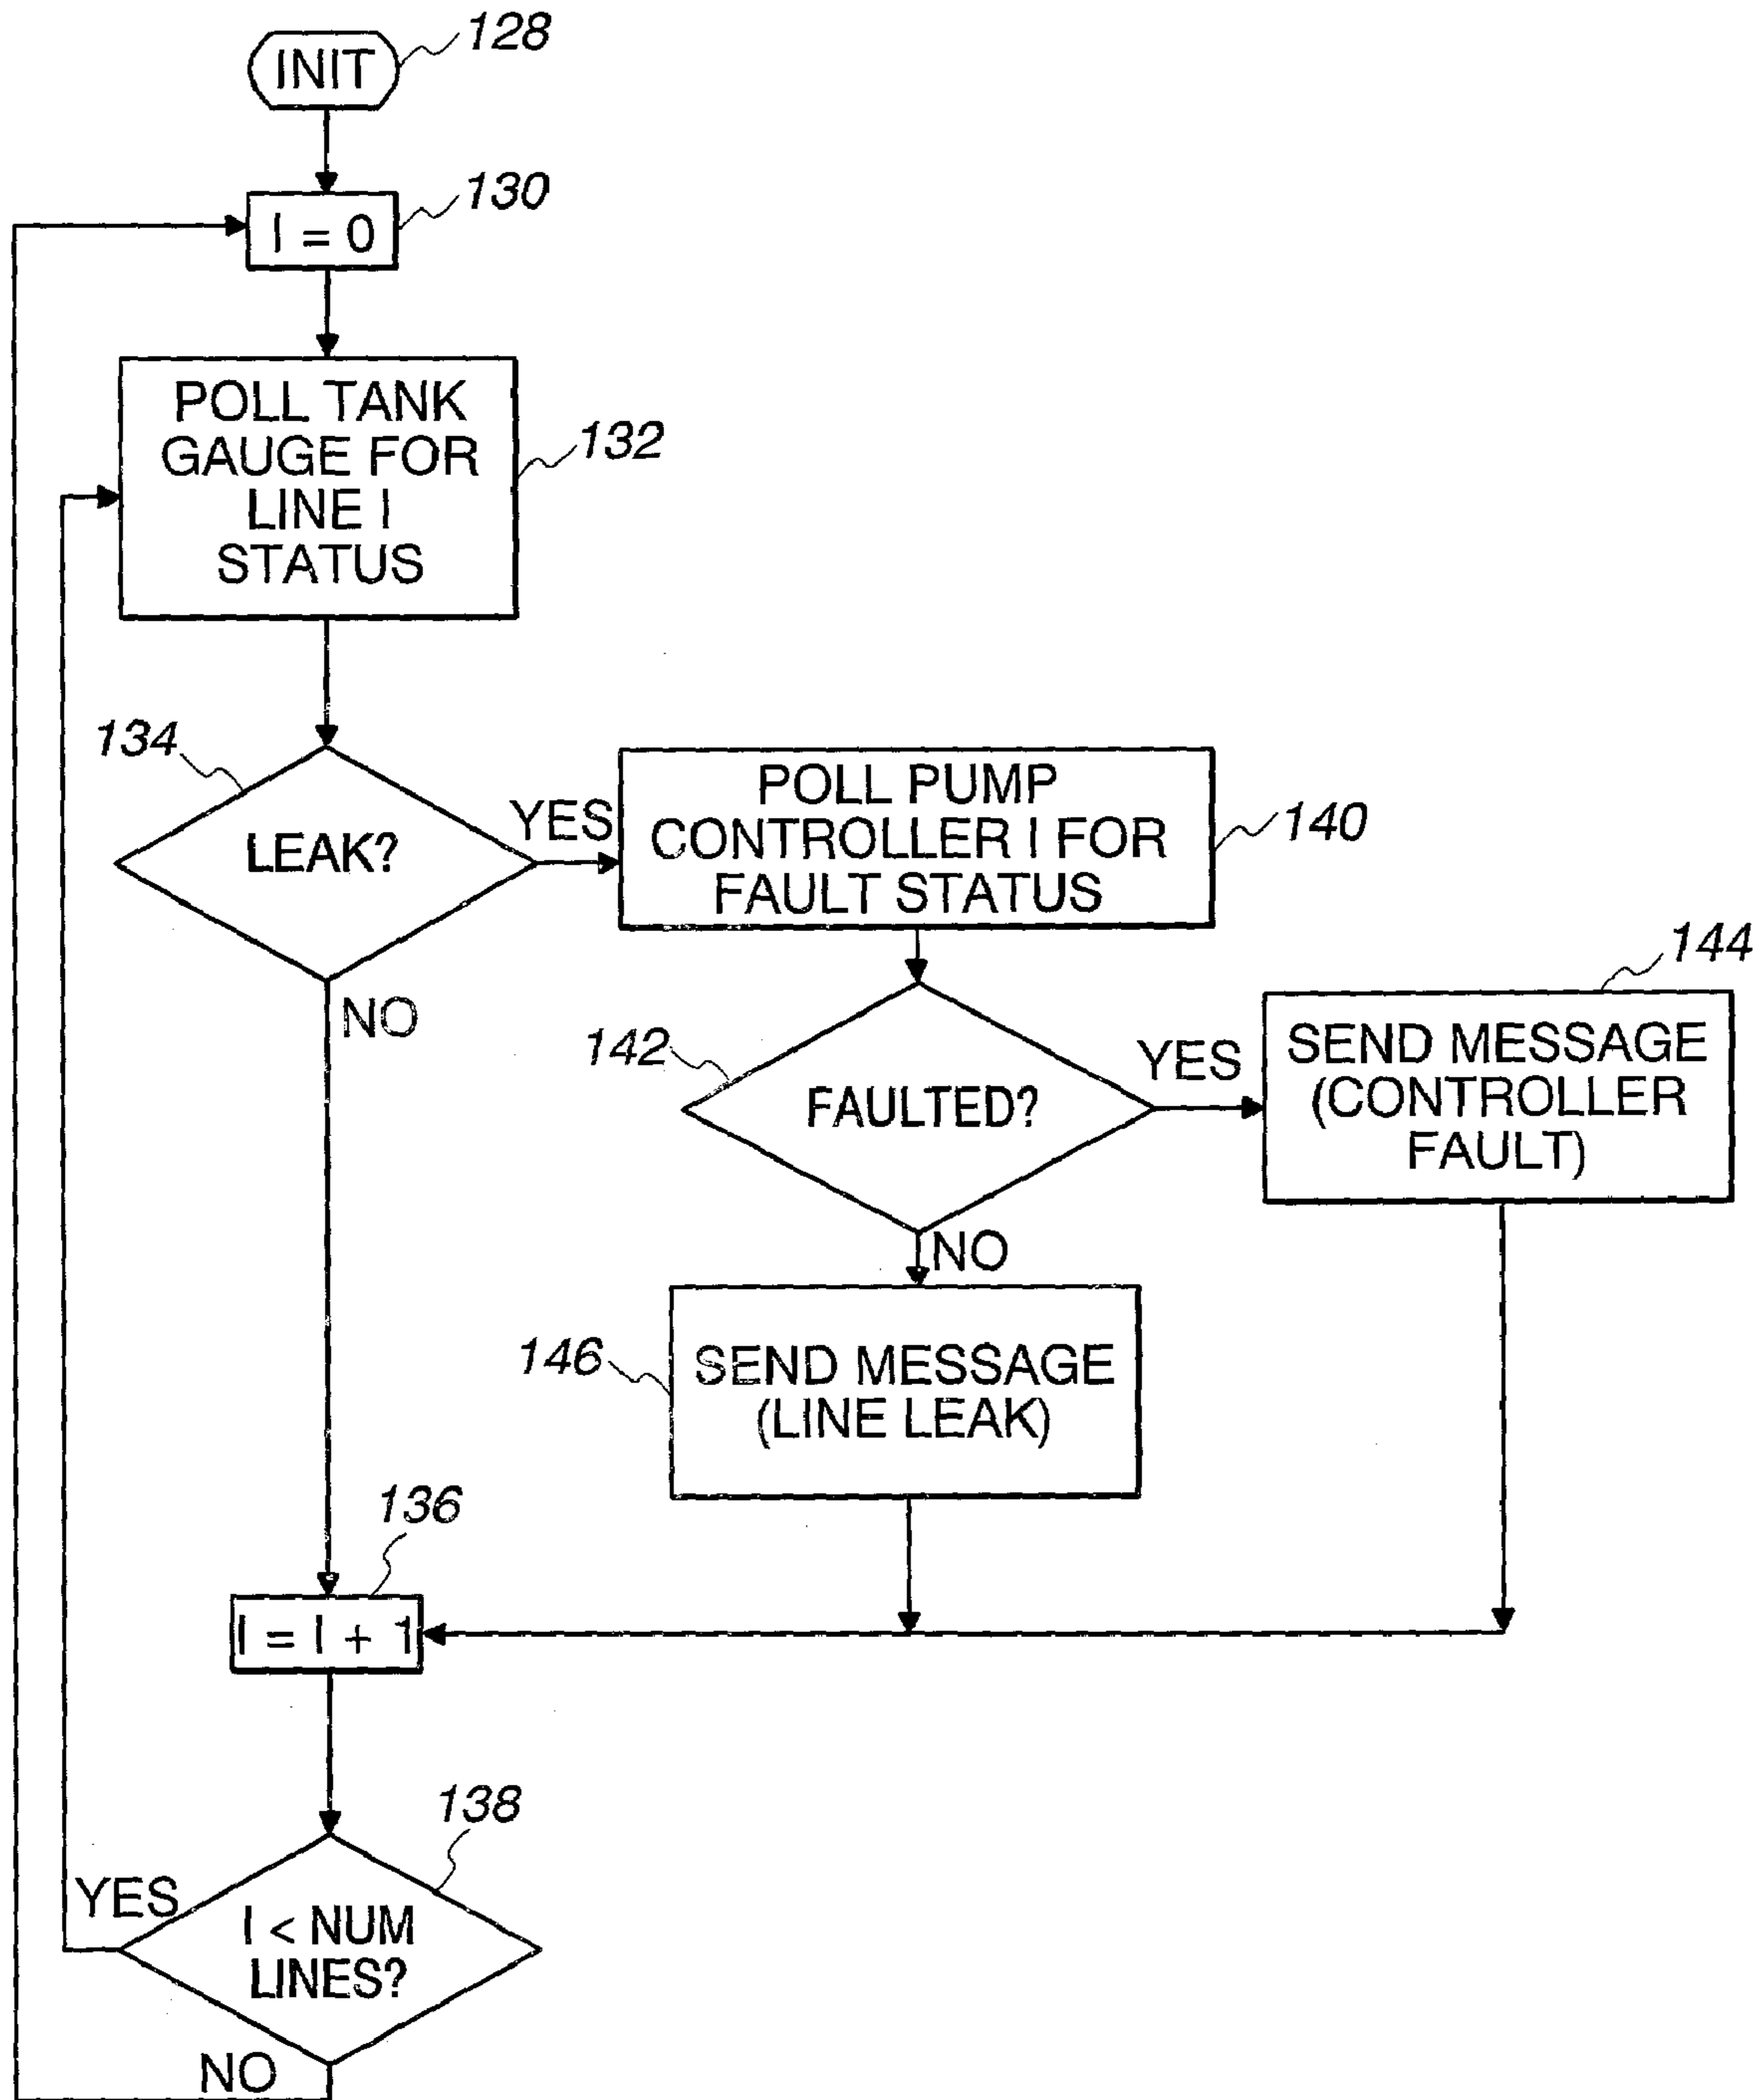 INIT
128
I = 0
130
POLL TANK
GAUGE FOR
LINE I
STATUS
132
134
LEAK?
YES
NO
POLL PUMP
CONTROLLER I FOR
FAULT STATUS
140
142
FAULTED?
YES
NO
144
SEND MESSAGE
(CONTROLLER
FAULT)
146
SEND MESSAGE
(LINE LEAK)
136
I = I + 1
138
I < NUM
LINES?
YES
NO